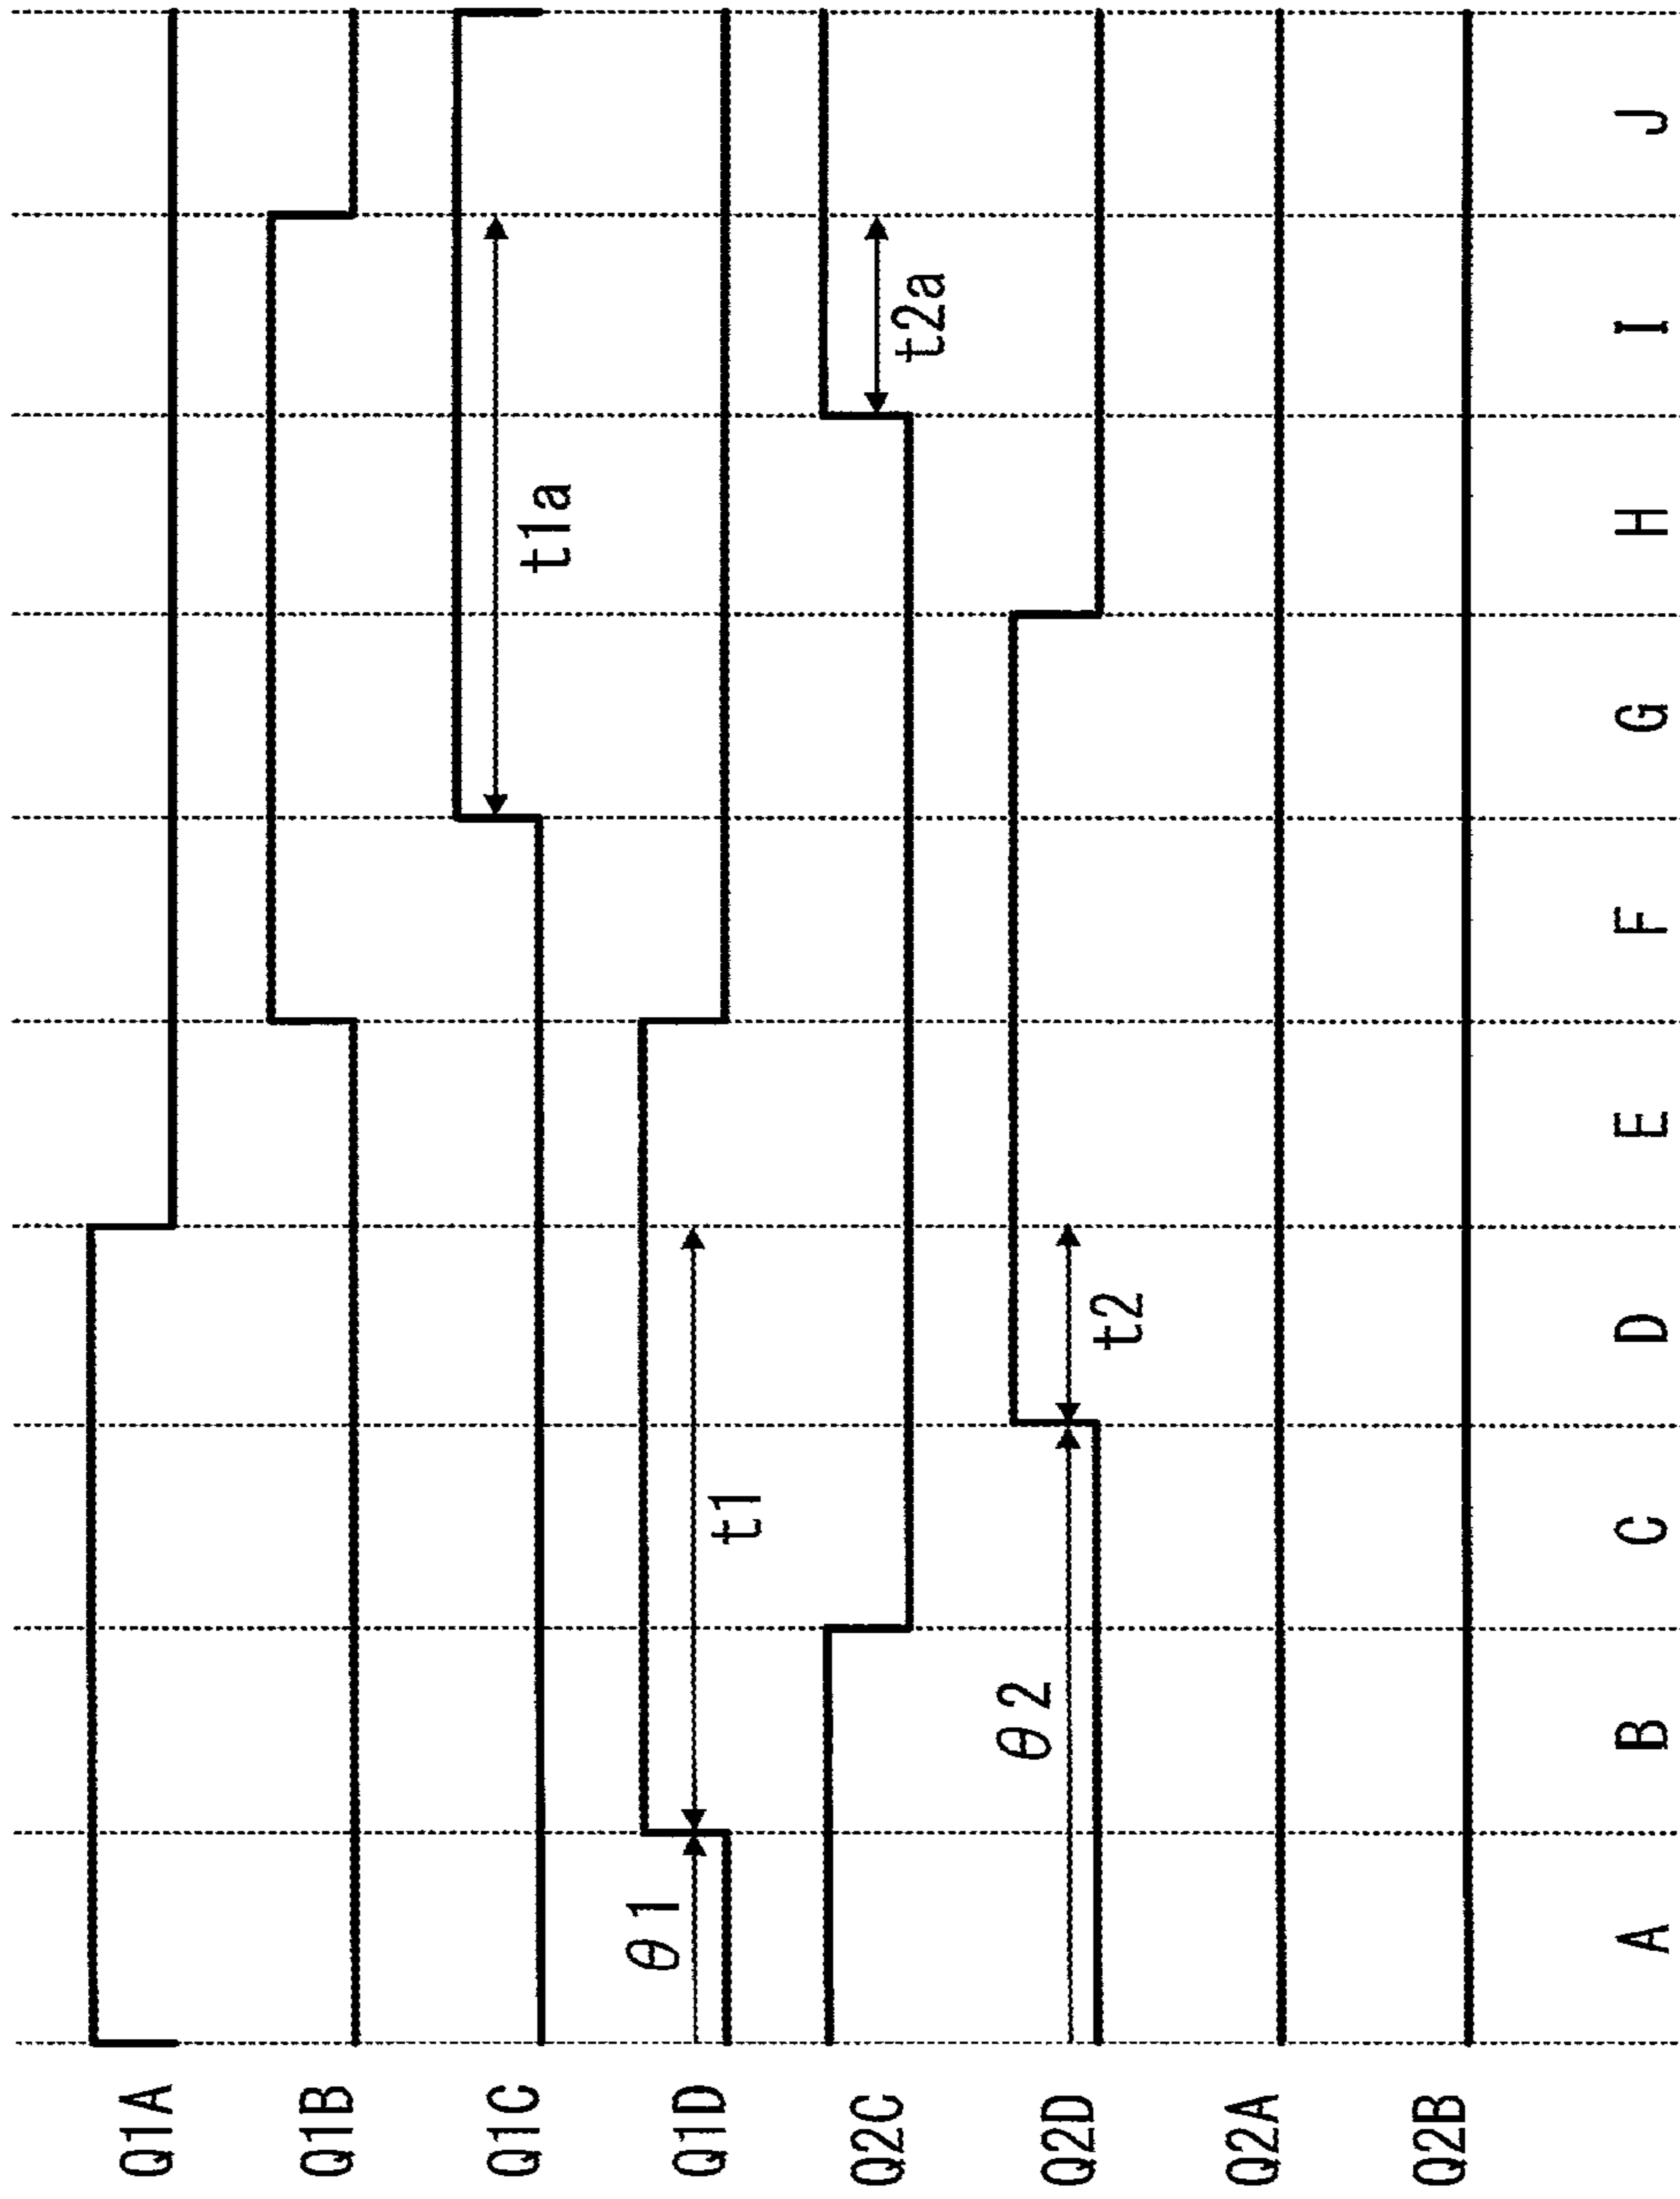 Q1A
Q1B
Q1C
t1a
Q1D
θ1
t1
Q2C
t2a
Q2D
θ2
t2
Q2A
Q2B
A B C D E F G H I J